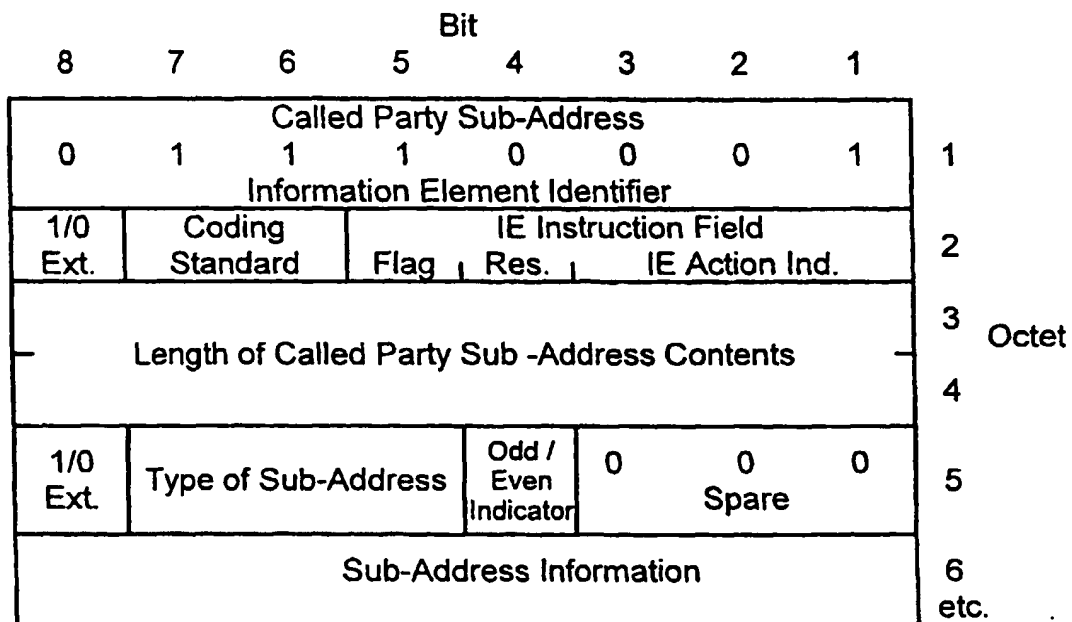 Bit
8 7 6 5 4 3 2 1
Called Party Sub-Address
0 1 1 1 0 0 0 1 1
Information Element Identifier
1/0 Coding IE Instruction Field
Ext. Standard Flag Res. IE Action Ind. 2
3
Length of Called Party Sub -Address Contents Octet
4
1/0 Type of Sub-Address Odd / 0 0 0
Ext. Even Spare 5
Indicator
Sub-Address Information 6
etc.